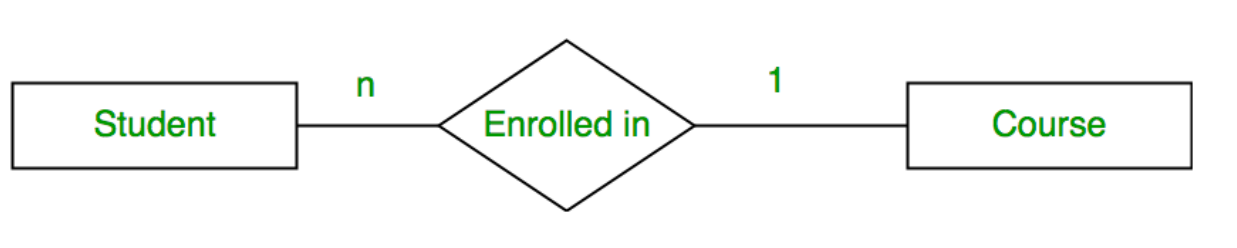 n
1
Student
Enrolled in
Course